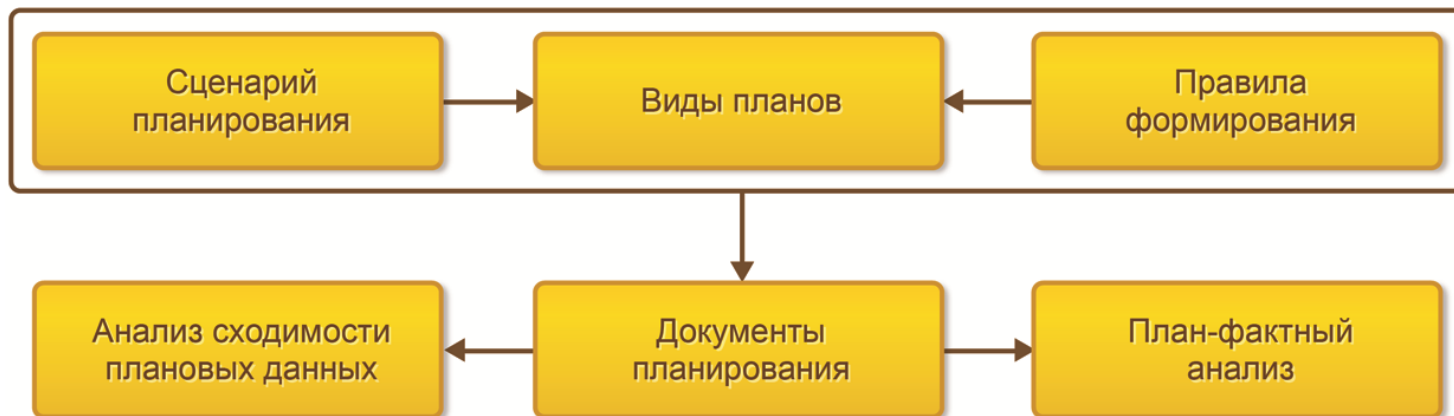 Сценарий
планирования
Виды планов
Правила
формирования
Анализ сходимости
плановых данных
Документы
планирования
План-фактный
анализ